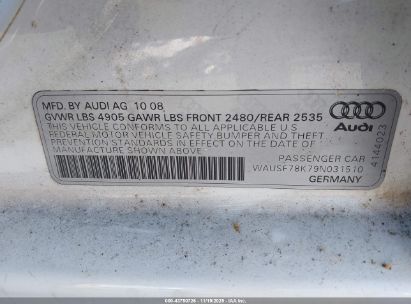 MFD. BY AUDI AG 10 08
GVWR LBS 4905 GAWR LBS FRONT 2480/REAR 2535
THIS VEHICLE CONFORMS TO ALL APPLICABLE U S
FEDERAL MOTOR VEHICLE SAFETY BUMPER AND THEFT
PREVENTION STANDARDS IN EFFECT ON THE DATE OF
MANUFACTURE SHOWN ABOVE.
Audi
4144023
PASSENGER CAR
WAUSF78K79N031510
GERMANY